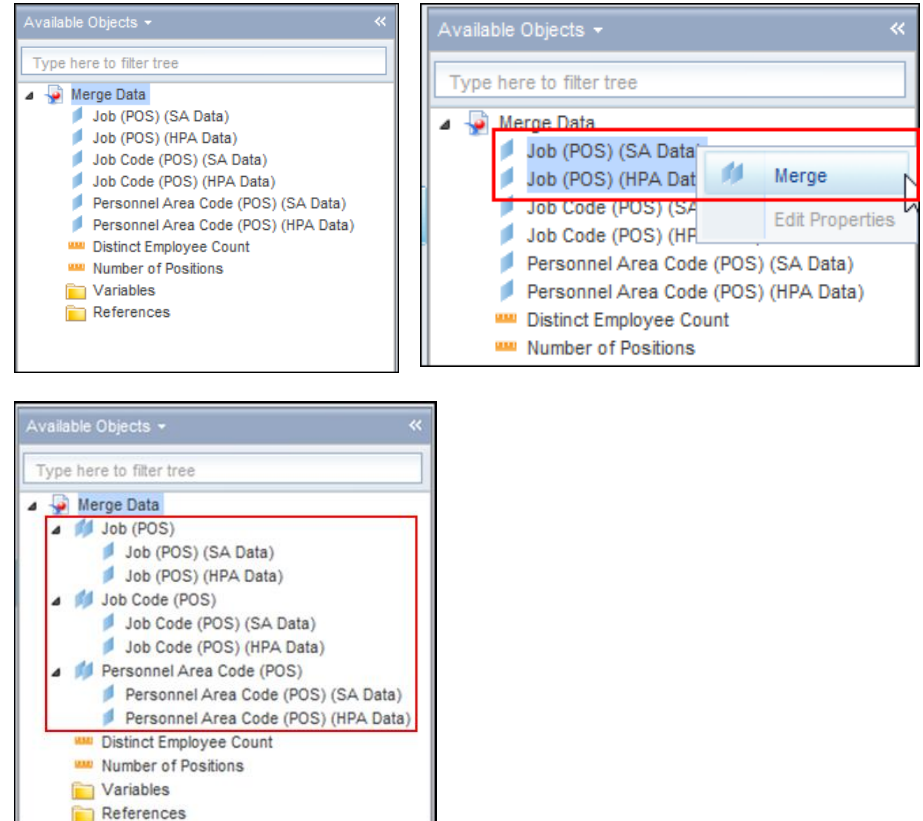 Available Objects
Type here to filter tree
Merge Data
Job (POS) (SA Data)
Job (POS) (HPA Data)
Job Code (POS) (SA Data)
Job Code (POS) (HPA Data)
Personnel Area Code (POS) (SA Data)
Personnel Area Code (POS) (HPA Data)
Distinct Employee Count
Number of Positions
Variables
References
Available Objects
Type here to filter tree
Merge Data
Job (POS) (SA Data)
Job (POS) (HPA Dat
Merge
Job Code (POS) (SA
Job Code (POS) (HP
Edit Properties
Personnel Area Code (POS) (SA Data)
Personnel Area Code (POS) (HPA Data)
Distinct Employee Count
Number of Positions
Available Objects
Type here to filter tree
Merge Data
Job (POS)
Job (POS) (SA Data)
Job (POS) (HPA Data)
Job Code (POS)
Job Code (POS) (SA Data)
Job Code (POS) (HPA Data)
Personnel Area Code (POS)
Personnel Area Code (POS) (SA Data)
Personnel Area Code (POS) (HPA Data)
Distinct Employee Count
Number of Positions
Variables
References